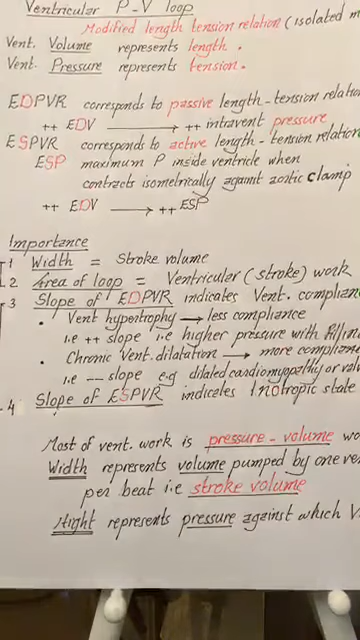 Ventricular P-V loop
Modified length tension relation (isolated m
Vent. Volume represents length.
Vent. Pressure represents tension.
EDPVR corresponds to passive length-tension relation
++ EDV → ++ intravent pressure
ESPVR corresponds to active length-tension relation
ESP maximum P inside ventricle when
contracts isometrically against aortic clamp
++ EDV → ++ ESP
Importance
1 Width = Stroke volume
2 Area of loop = Ventricular (stroke) work
3 Slope of EDPVR indicates Vent. complian
• Vent hypertrophy → less compliance
i.e ++ slope i.e higher pressure with fillin
• Chronic Vent. dilatation → more complian
i.e -- slope e.g dilated cardiomyopathy or val
4 Slope of ESPVR indicates Inotropic state
Most of vent. work is pressure-volume wo
Width represents volume pumped by one ve
per beat i.e stroke volume
Hight represents pressure against which V